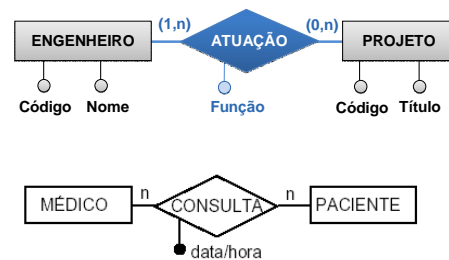 (1,n) (0,n)
ENGENHEIRO ATUAÇÃO PROJETO
Código Nome Função Código Título
n n
MÉDICO CONSULTA PACIENTE
data/hora